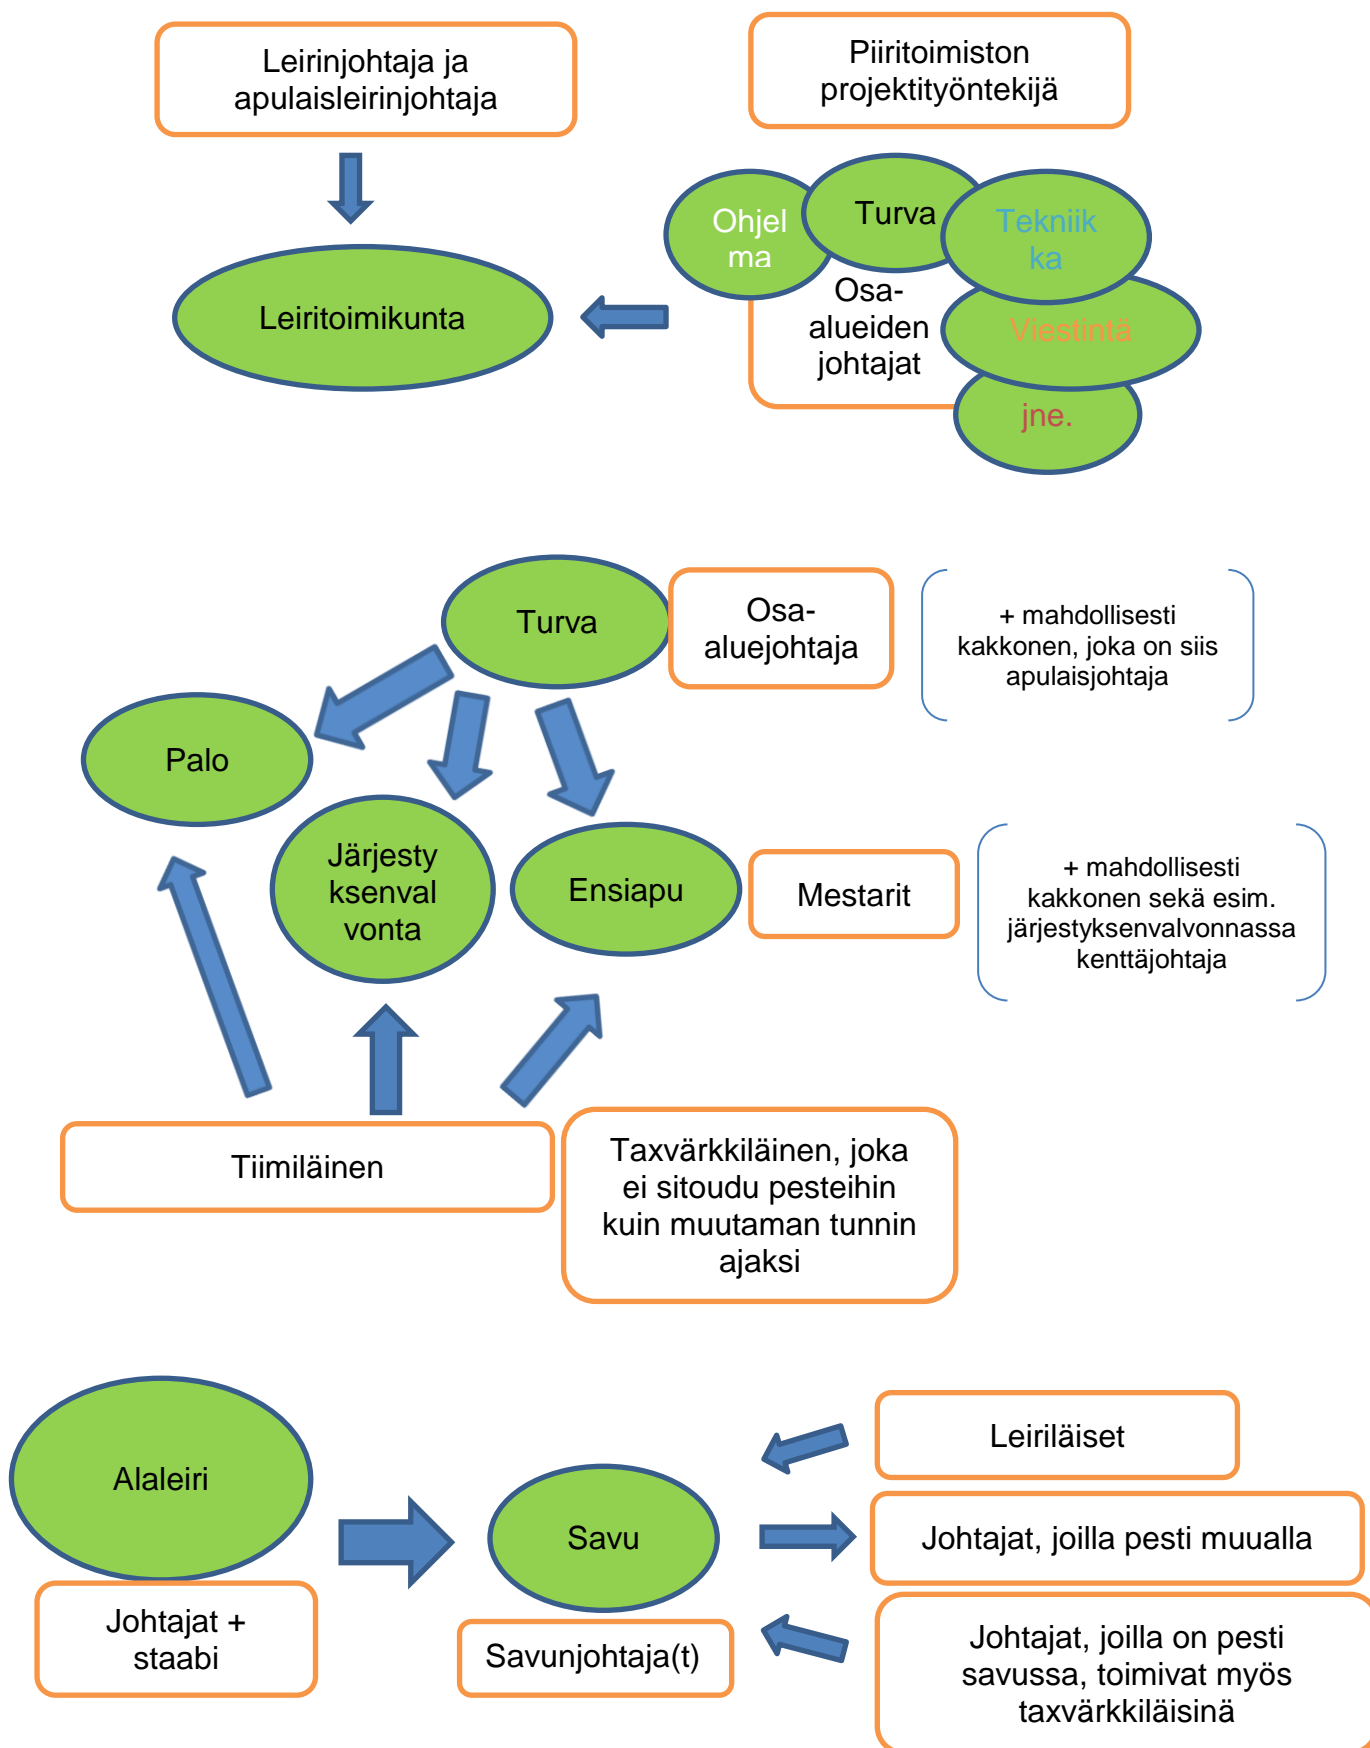 Leirinjohtaja ja
apulaisleirinjohtaja
Piiritoimiston
projektityöntekijä
Ohjel
ma
Turva
Tekniik
ka
Osa-
alueiden
johtajat
Viestintä
jne.
Leiritoimikunta
Turva
Osa-
aluejohtaja
+ mahdollisesti
kakkonen, joka on siis
apulaisjohtaja
Palo
Järjesty
ksenval
vonta
Ensiapu
Mestarit
+ mahdollisesti
kakkonen sekä esim.
järjestyksenvalvonnassa
kenttäjohtaja
Tiimiläinen
Taxvärkkiläinen, joka
ei sitoudu pesteihin
kuin muutaman tunnin
ajaksi
Alaleiri
Johtajat +
staabi
Savu
Savunjohtaja(t)
Leiriläiset
Johtajat, joilla pesti muualla
Johtajat, joilla on pesti
savussa, toimivat myös
taxvärkkiläisinä